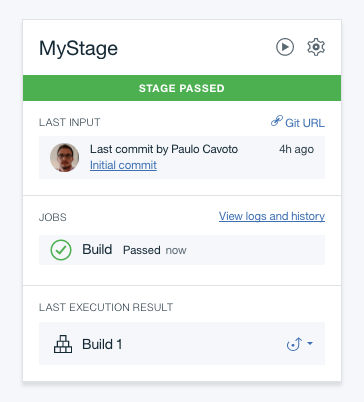 MyStage
STAGE PASSED
LAST INPUT
Git URL
Last commit by Paulo Cavoto
4h ago
Initial commit
JOBS
View logs and history
Build Passed now
LAST EXECUTION RESULT
Build 1